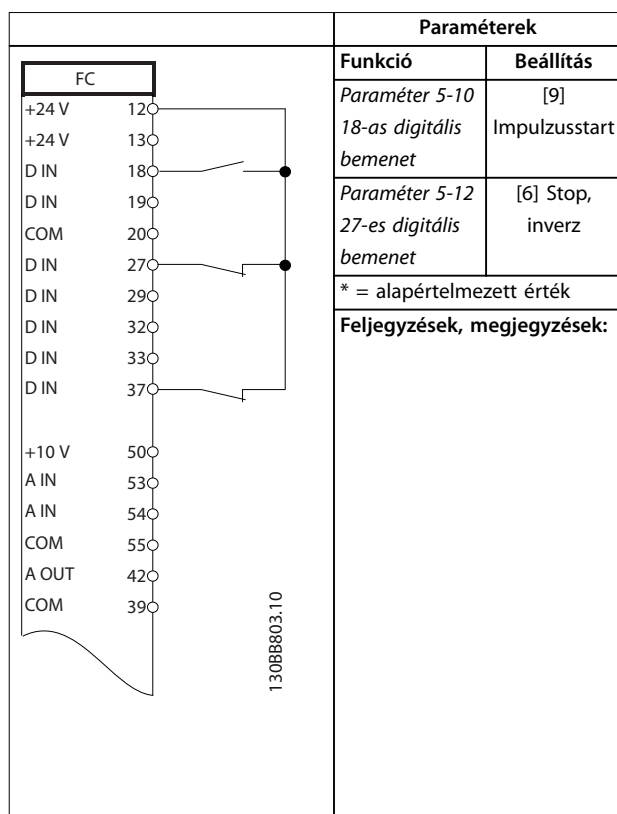 Paraméterek
Funkció Beállítás
Paraméter 5-10 [9]
18-as digitális Impulzusstart
bemenet
Paraméter 5-12 [6] Stop,
27-es digitális inverz
bemenet
* = alapértelmezett érték
Feljegyzések, megjegyzések:
FC
+24 V 12
+24 V 13
D IN 18
D IN 19
COM 20
D IN 27
D IN 29
D IN 32
D IN 33
D IN 37
+10 V 50
A IN 53
A IN 54
COM 55
A OUT 42
COM 39
130BB803.10